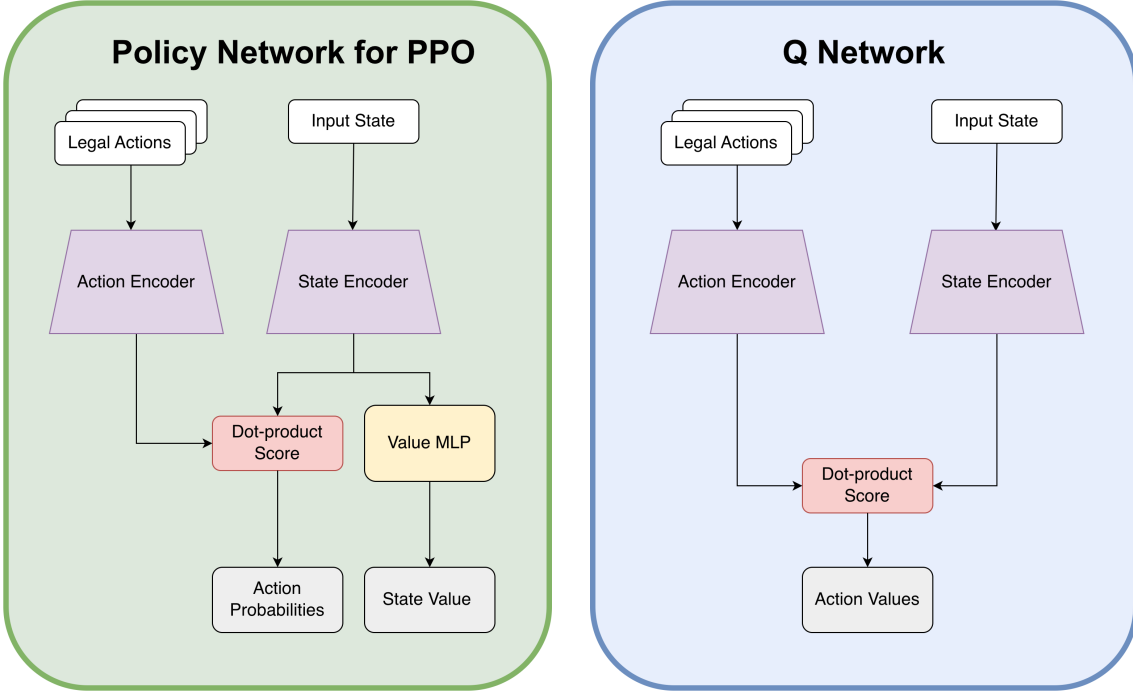 Policy Network for PPO
Legal Actions
Input State
Action Encoder
State Encoder
Dot-product
Score
Value MLP
Action
Probabilities
State Value
Q Network
Legal Actions
Input State
Action Encoder
State Encoder
Dot-product
Score
Action Values